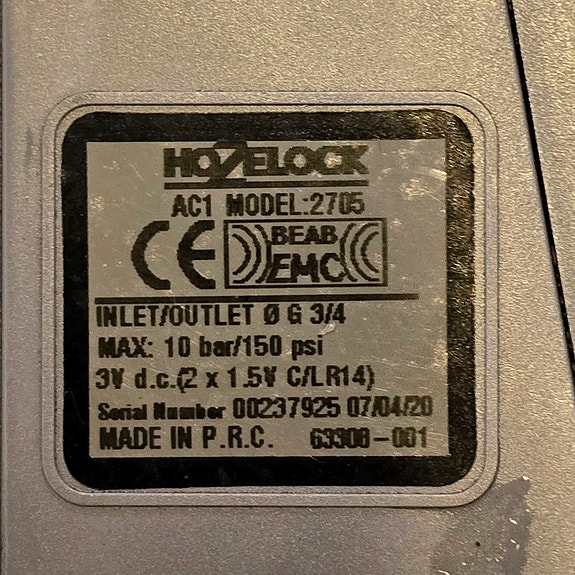 HOZELOCK
AC1 MODEL:2705
CE BEAB EMC
INLET/OUTLET Ø G 3/4
MAX: 10 bar/150 psi
3V d.c.(2 x 1.5V C/LR14)
Serial Number 00237925 07/04/20
MADE IN P.R.C. 63308-001